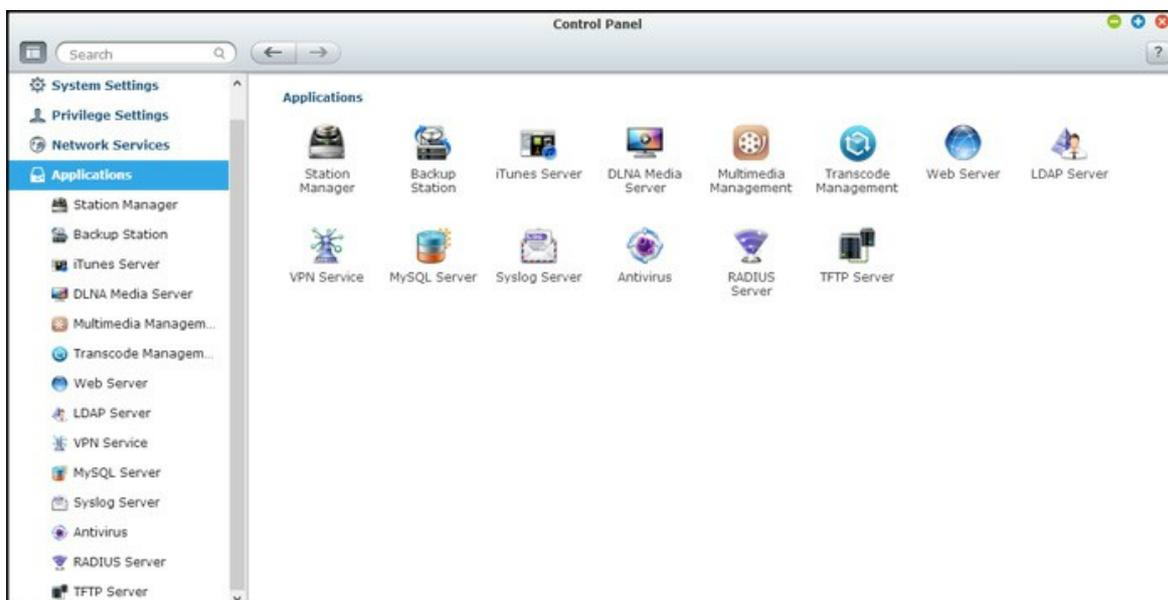 Control Panel
Search
?
System Settings
Privilege Settings
Network Services
Applications
Station Manager
Backup Station
iTunes Server
DLNA Media Server
Multimedia Managem...
Transcode Managem...
Web Server
LDAP Server
VPN Service
MySQL Server
Syslog Server
Antivirus
RADIUS Server
TFTP Server
Applications
Station
Manager
Backup
Station
iTunes Server
DLNA Media
Server
Multimedia
Management
Transcode
Management
Web Server
LDAP Server
VPN Service
MySQL Server
Syslog Server
Antivirus
RADIUS
Server
TFTP Server